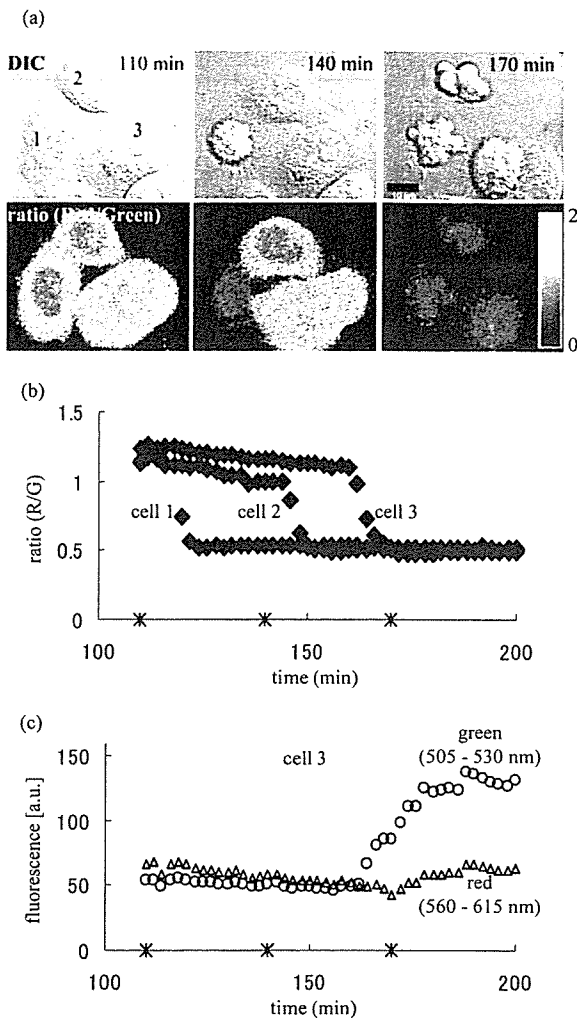 (a)
DIC 110 min 140 min 170 min
2
1 3
ratio (Red/Green)
2
0
(b)
1.5
1
0.5
0
ratio (R/G)
cell 1 cell 2 cell 3
100 150 200
time (min)
(c)
green
(505 - 530 nm)
cell 3
150
100
50
0
fluorescence [a.u.]
red
(560 - 615 nm)
100 150 200
time (min)